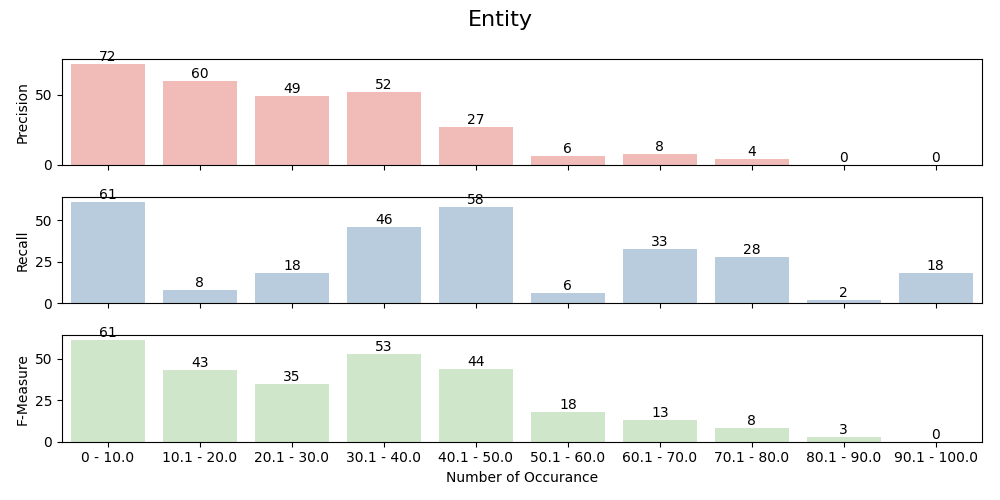 Entity
72 60 49 52 27 6 8 4 0 0
50
0
Precision
61 8 18 46 58 6 33 28 2 18
50
25
0
Recall
61 43 35 53 44 18 13 8 3 0
50
25
0
F-Measure
0 - 10.0 10.1 - 20.0 20.1 - 30.0 30.1 - 40.0 40.1 - 50.0 50.1 - 60.0 60.1 - 70.0 70.1 - 80.0 80.1 - 90.0 90.1 - 100.0
Number of Occurance